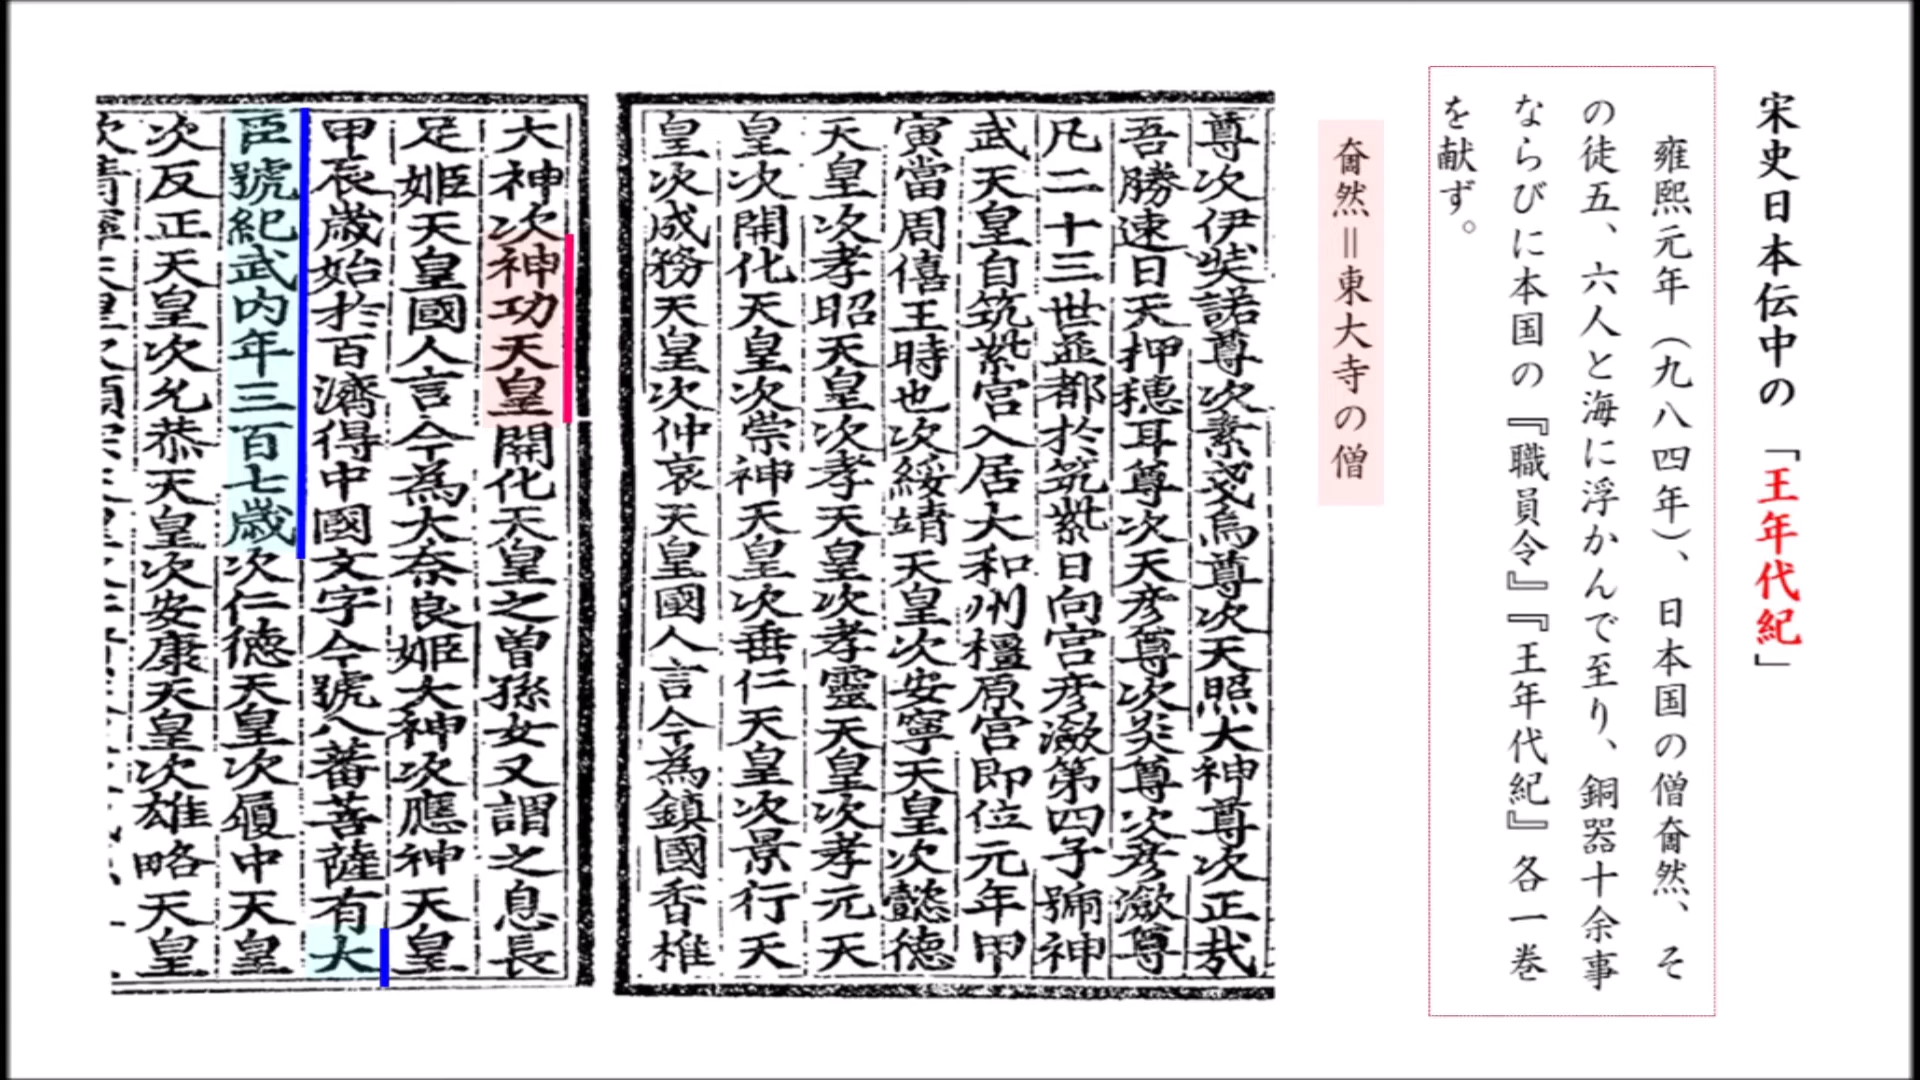 宋史日本伝中の「王年代紀」
雍熙元年(九八四年)、日本国の僧奝然、そ
の徒五、六人と海に浮かんで至り、銅器十余事
ならびに本国の『職員令』『王年代紀』各一巻
を献ず。
奝然=東大寺の僧
尊次伊奘諾尊次素戔烏尊次天照大神尊次正哉
吾勝速日天押穗耳尊次天彦尊次炎尊次彦瀲尊
凡二十三世並都於筑紫日向宮彦瀲第四子號神
武天皇自筑紫宮入居大和州橿原宮即位元年甲
寅當周僖王時也次綏靖天皇次安寧天皇次懿徳
天皇次孝昭天皇次孝天皇次孝靈天皇次孝元天
皇次開化天皇次崇神天皇次垂仁天皇次景行天
皇次成務天皇次仲哀天皇國人言今為鎮國香椎
大神次神功天皇開化天皇之曽孫女又謂之息長
足姫天皇國人言今為太奈良姫大神次應神天皇
甲辰歳始於百濟得中國文字今號八蕃菩薩有大
臣號紀武内年三百七歳次仁徳天皇次履中天皇
次反正天皇次允恭天皇次安康天皇次雄略天皇